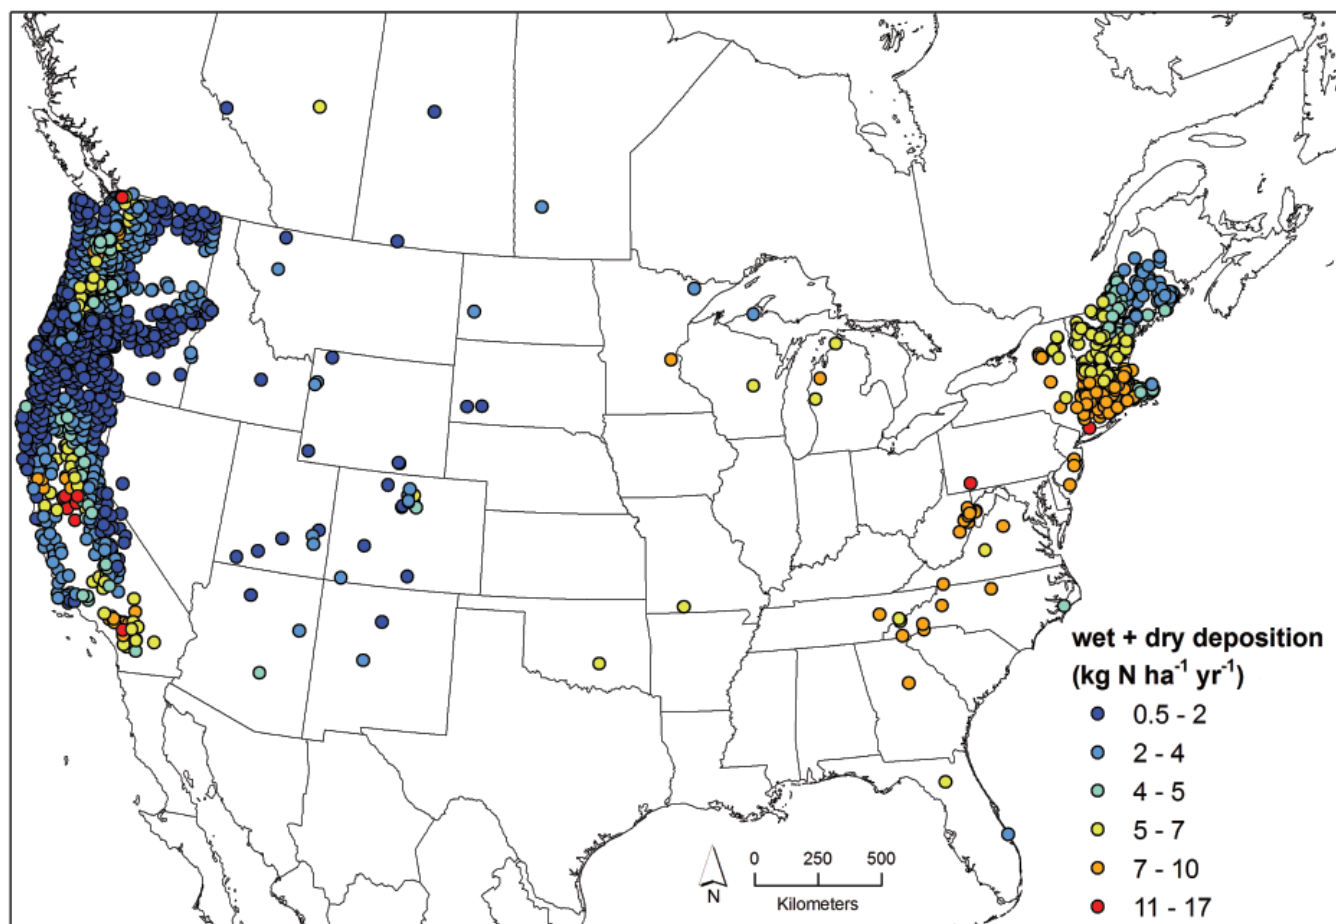 wet + dry deposition
(kg N ha⁻¹ yr⁻¹)
0.5 - 2
2 - 4
4 - 5
5 - 7
7 - 10
11 - 17
N
0 250 500
Kilometers